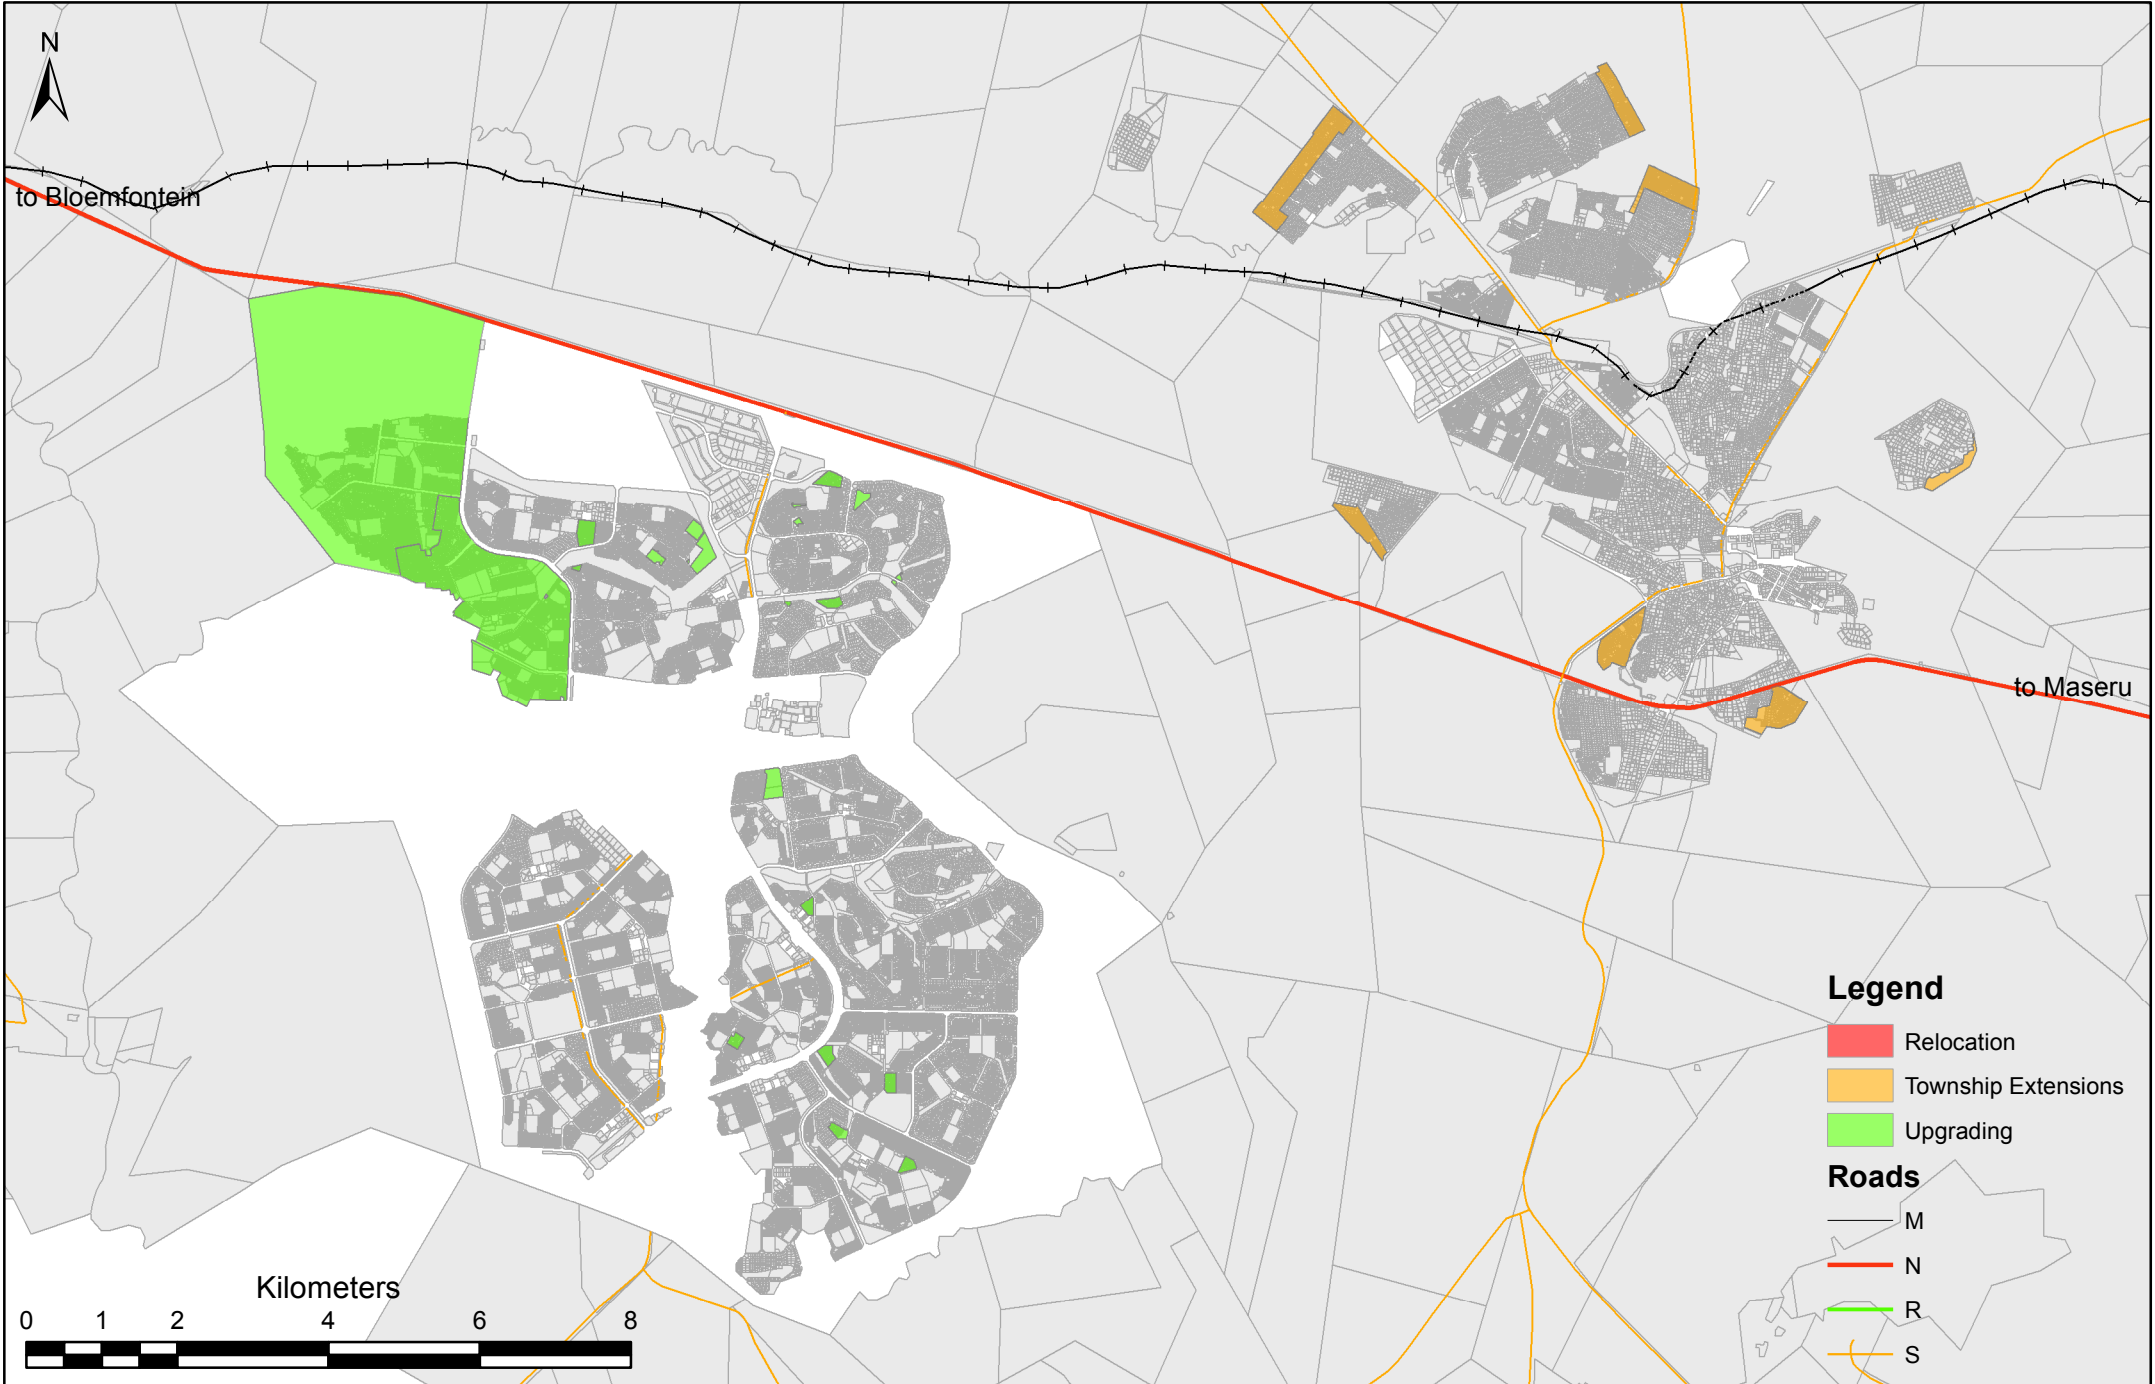 N
to Bloemfontein
to Maseru
Legend
Relocation
Township Extensions
Upgrading
Roads
M
N
R
S
Kilometers
0 1 2 4 6 8